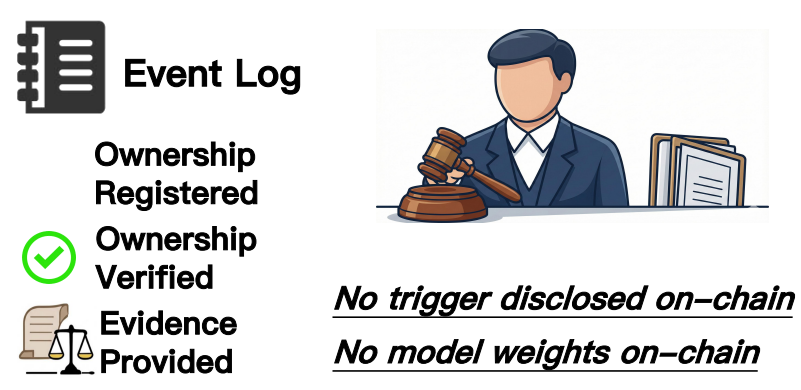 Event Log
Ownership
Registered
Ownership
Verified
Evidence
Provided
No trigger disclosed on-chain
No model weights on-chain